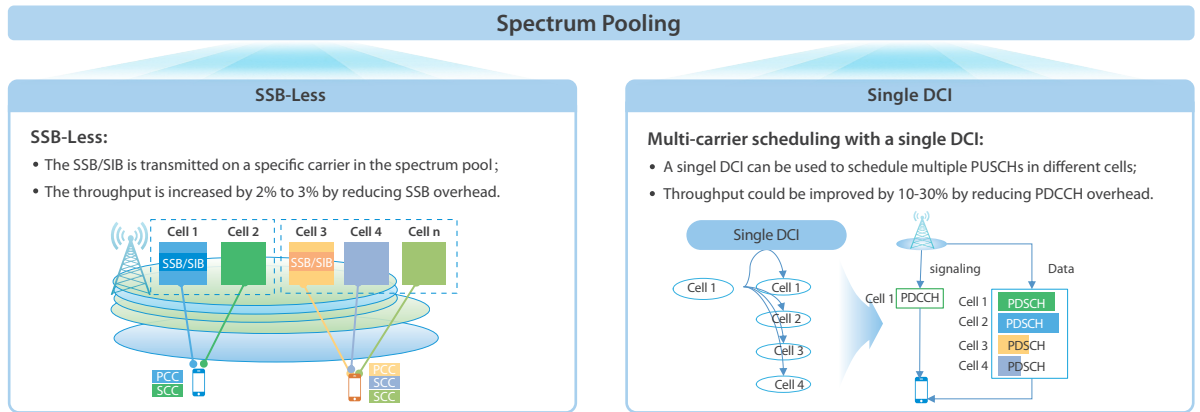 Spectrum Pooling
SSB-Less
SSB-Less:
• The SSB/SIB is transmitted on a specific carrier in the spectrum pool;
• The throughput is increased by 2% to 3% by reducing SSB overhead.
Cell 1 Cell 2 Cell 3 Cell 4 Cell n
SSB/SIB SSB/SIB
PCC
SCC
PCC
SCC
SCC
Single DCI
Multi-carrier scheduling with a single DCI:
• A singel DCI can be used to schedule multiple PUSCHs in different cells;
• Throughput could be improved by 10-30% by reducing PDCCH overhead.
Single DCI
Cell 1
Cell 1
Cell 2
Cell 3
Cell 4
signaling
Data
Cell 1 PDCCH
Cell 1 PDSCH
Cell 2 PDSCH
Cell 3 PDSCH
Cell 4 PDSCH